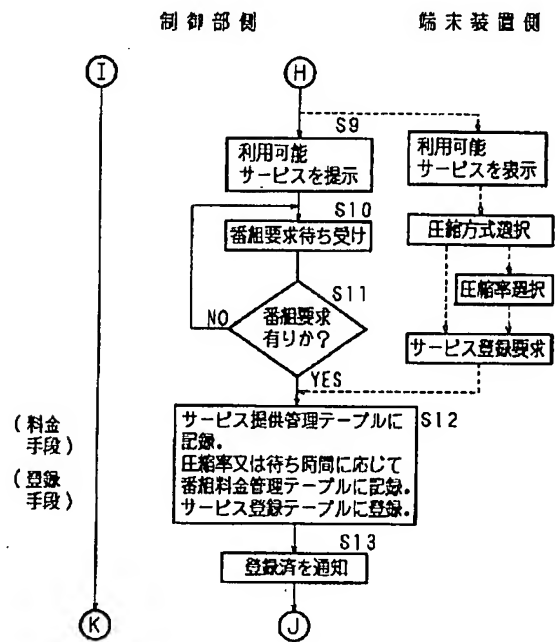 制御部側
端末装置側
I
H
S9
利用可能
サービスを提示
利用可能
サービスを表示
S10
番組要求待ち受け
圧縮方式選択
圧縮率選択
S11
番組要求
有りか?
NO
サービス登録要求
YES
(料金
手段)
(登録
手段)
S12
サービス提供管理テーブルに
記録.
圧縮率又は待ち時間に応じて
番組料金管理テーブルに記録.
サービス登録テーブルに登録.
S13
登録済を通知
K
J